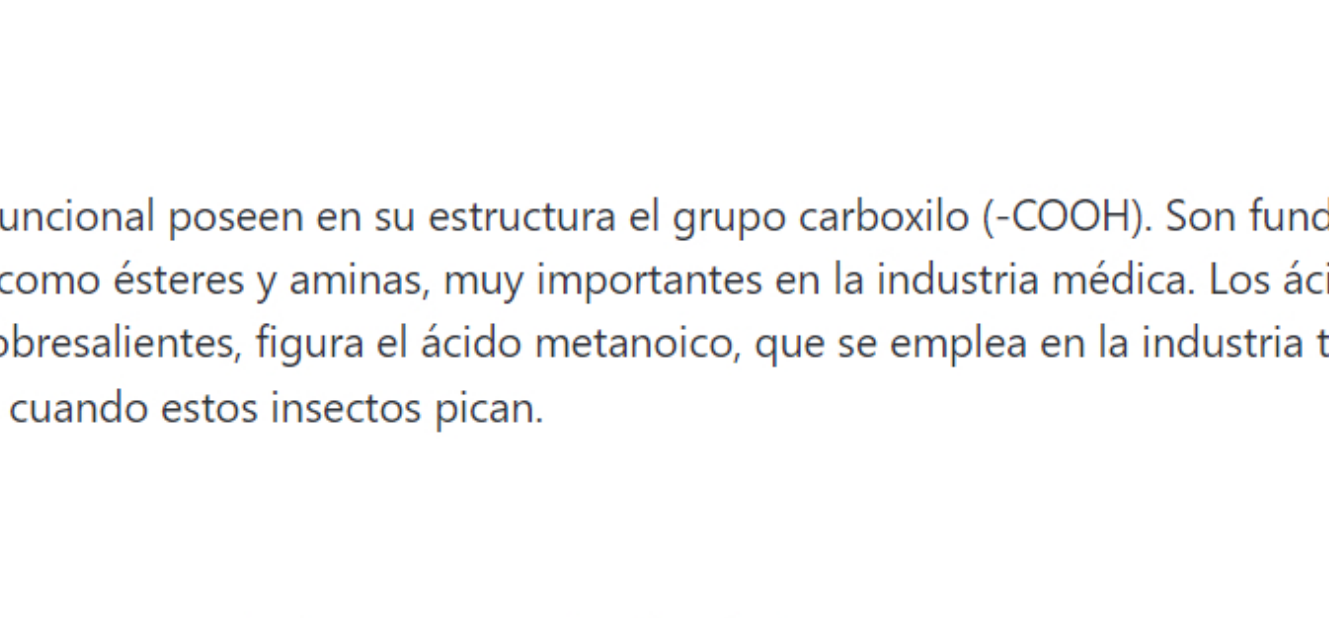 uncional poseen en su estructura el grupo carboxilo (-COOH). Son fund
como ésteres y aminas, muy importantes en la industria médica. Los áci
obresalientes, figura el ácido metanoico, que se emplea en la industria t
cuando estos insectos pican.